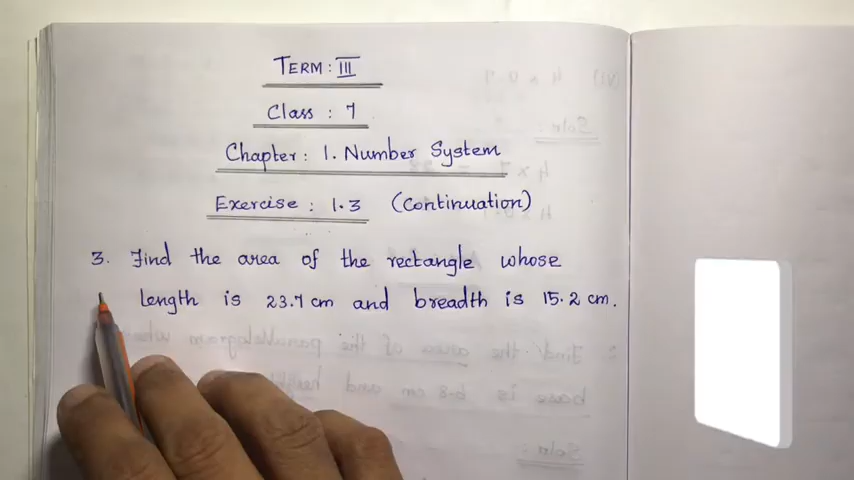 TERM: III
Class : 7
Chapter: 1. Number System
Exercise : 1.3 (Continuation)
3. Find the area of the rectangle whose
length is 23.7 cm and breadth is 15.2 cm.